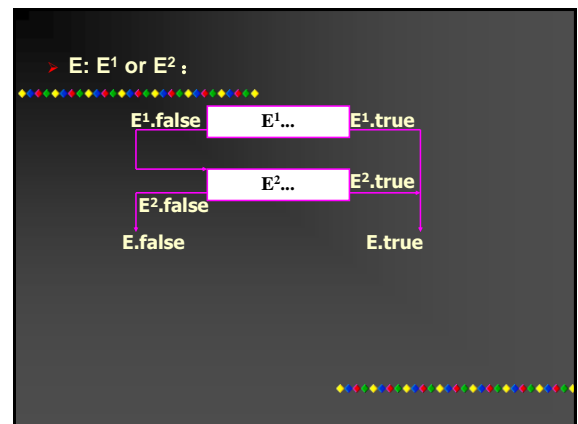 ➢ E: E¹ or E² ：
E¹.false E¹... E¹.true
E²... E².true
E².false
E.false E.true